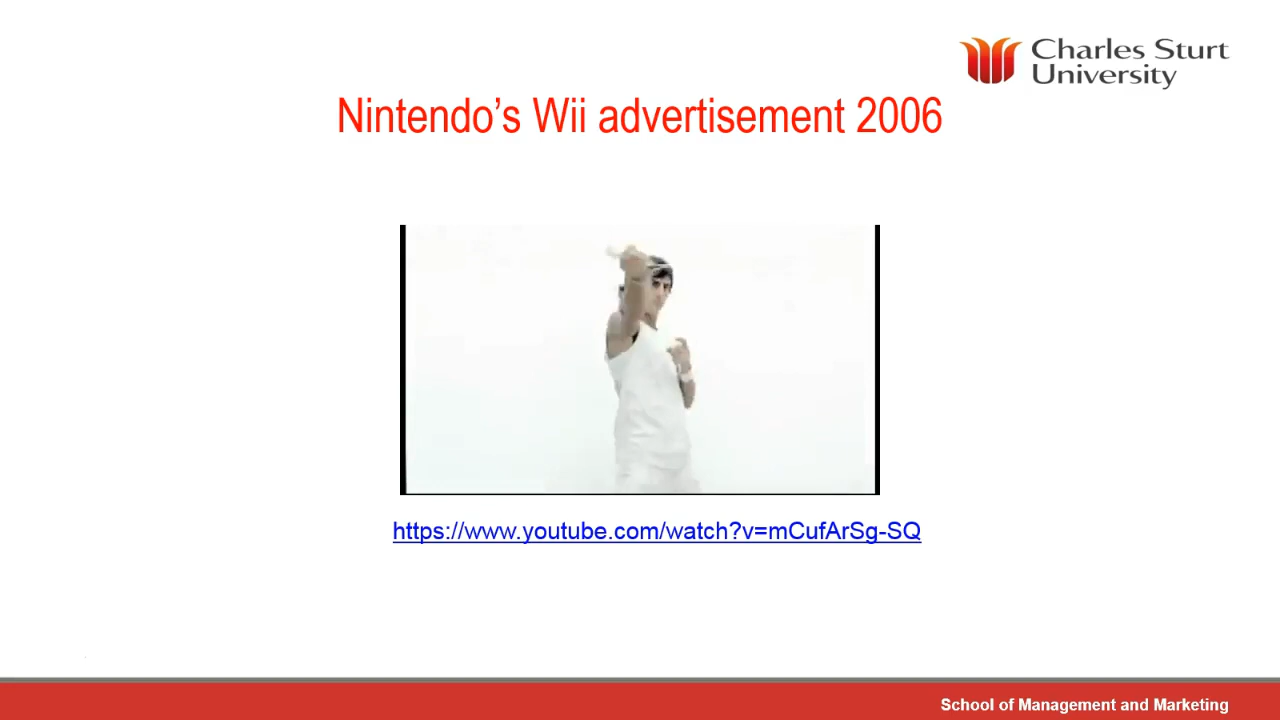 Charles Sturt
University
Nintendo’s Wii advertisement 2006
https://www.youtube.com/watch?v=mCufArSg-SQ
School of Management and Marketing